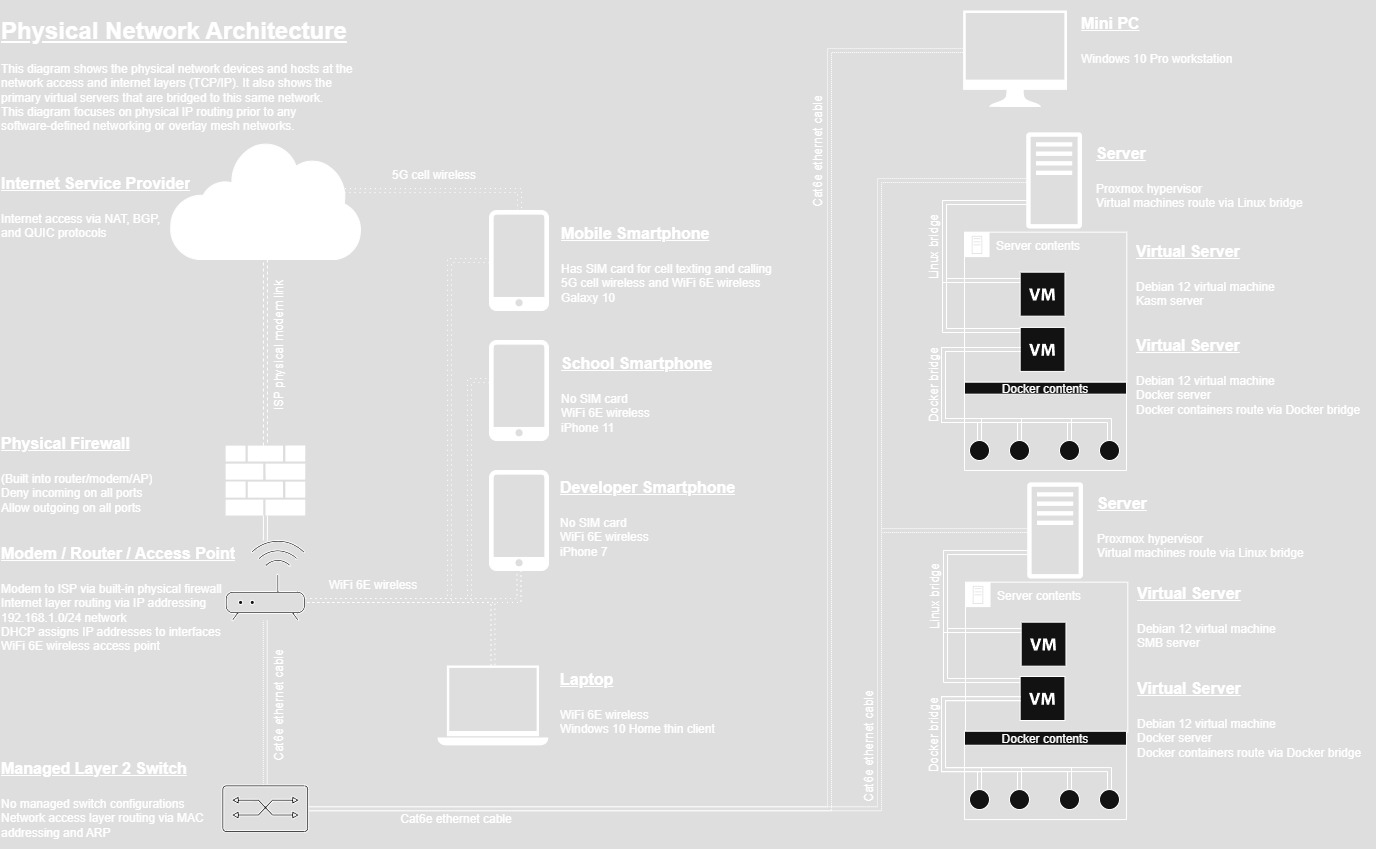 Physical Network Architecture
This diagram shows the physical network devices and hosts at the
network access and internet layers (TCP/IP). It also shows the
primary virtual servers that are bridged to this same network.
This diagram focuses on physical IP routing prior to any
software-defined networking or overlay mesh networks.
Internet Service Provider
Internet access via NAT, BGP,
and QUIC protocols
5G cell wireless
ISP physical modem link
Physical Firewall
(Built into router/modem/AP)
Deny incoming on all ports
Allow outgoing on all ports
Modem / Router / Access Point
Modem to ISP via built-in physical firewall
Internet layer routing via IP addressing
192.168.1.0/24 network
DHCP assigns IP addresses to interfaces
WiFi 6E wireless access point
WiFi 6E wireless
Cat6e ethernet cable
Managed Layer 2 Switch
No managed switch configurations
Network access layer routing via MAC
addressing and ARP
Cat6e ethernet cable
Mobile Smartphone
Has SIM card for cell texting and calling
5G cell wireless and WiFi 6E wireless
Galaxy 10
School Smartphone
No SIM card
WiFi 6E wireless
iPhone 11
Developer Smartphone
No SIM card
WiFi 6E wireless
iPhone 7
Laptop
WiFi 6E wireless
Windows 10 Home thin client
Cat6e ethernet cable
Cat6e ethernet cable
Mini PC
Windows 10 Pro workstation
Server
Proxmox hypervisor
Virtual machines route via Linux bridge
Linux bridge
Server contents
VM
Virtual Server
Debian 12 virtual machine
Kasm server
VM
Virtual Server
Debian 12 virtual machine
Docker server
Docker containers route via Docker bridge
Docker bridge
Docker contents
Server
Proxmox hypervisor
Virtual machines route via Linux bridge
Linux bridge
Server contents
VM
Virtual Server
Debian 12 virtual machine
SMB server
VM
Virtual Server
Debian 12 virtual machine
Docker server
Docker containers route via Docker bridge
Docker bridge
Docker contents